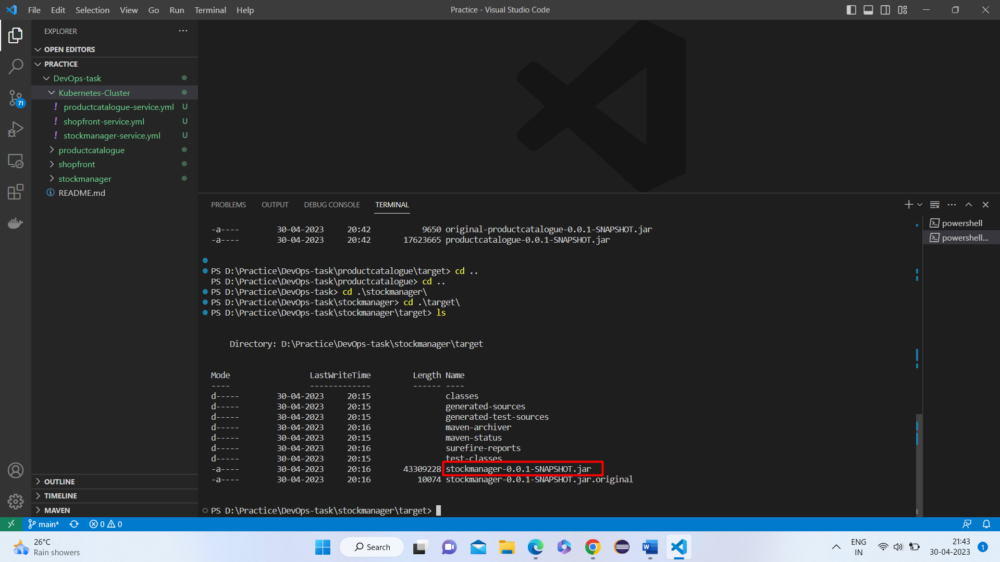 File Edit Selection View Go Run Terminal Help
Practice - Visual Studio Code
EXPLORER
OPEN EDITORS
PRACTICE
DevOps-task
Kubernetes-Cluster
! productcatalogue-service.yml U
! shopfront-service.yml U
! stockmanager-service.yml U
productcatalogue
shopfront
stockmanager
README.md
71
OUTLINE
TIMELINE
MAVEN
PROBLEMS OUTPUT DEBUG CONSOLE TERMINAL
powershell
powershell...
-a---- 30-04-2023 20:42 9650 original-productcatalogue-0.0.1-SNAPSHOT.jar
-a---- 30-04-2023 20:42 17623665 productcatalogue-0.0.1-SNAPSHOT.jar
PS D:\Practice\DevOps-task\productcatalogue\target> cd ..
PS D:\Practice\DevOps-task\productcatalogue> cd ..
PS D:\Practice\DevOps-task> cd .\stockmanager\
PS D:\Practice\DevOps-task\stockmanager> cd .\target\
PS D:\Practice\DevOps-task\stockmanager\target> ls
Directory: D:\Practice\DevOps-task\stockmanager\target
Mode LastWriteTime Length Name
---- ------------- ------ ----
d----- 30-04-2023 20:15 classes
d----- 30-04-2023 20:15 generated-sources
d----- 30-04-2023 20:15 generated-test-sources
d----- 30-04-2023 20:16 maven-archiver
d----- 30-04-2023 20:15 maven-status
d----- 30-04-2023 20:16 surefire-reports
d----- 30-04-2023 20:15 test-classes
-a---- 30-04-2023 20:16 43309228 stockmanager-0.0.1-SNAPSHOT.jar
-a---- 30-04-2023 20:16 10074 stockmanager-0.0.1-SNAPSHOT.jar.original
PS D:\Practice\DevOps-task\stockmanager\target>
main* 0 0
26°C
Rain showers
Search
ENG
IN
21:43
30-04-2023
1